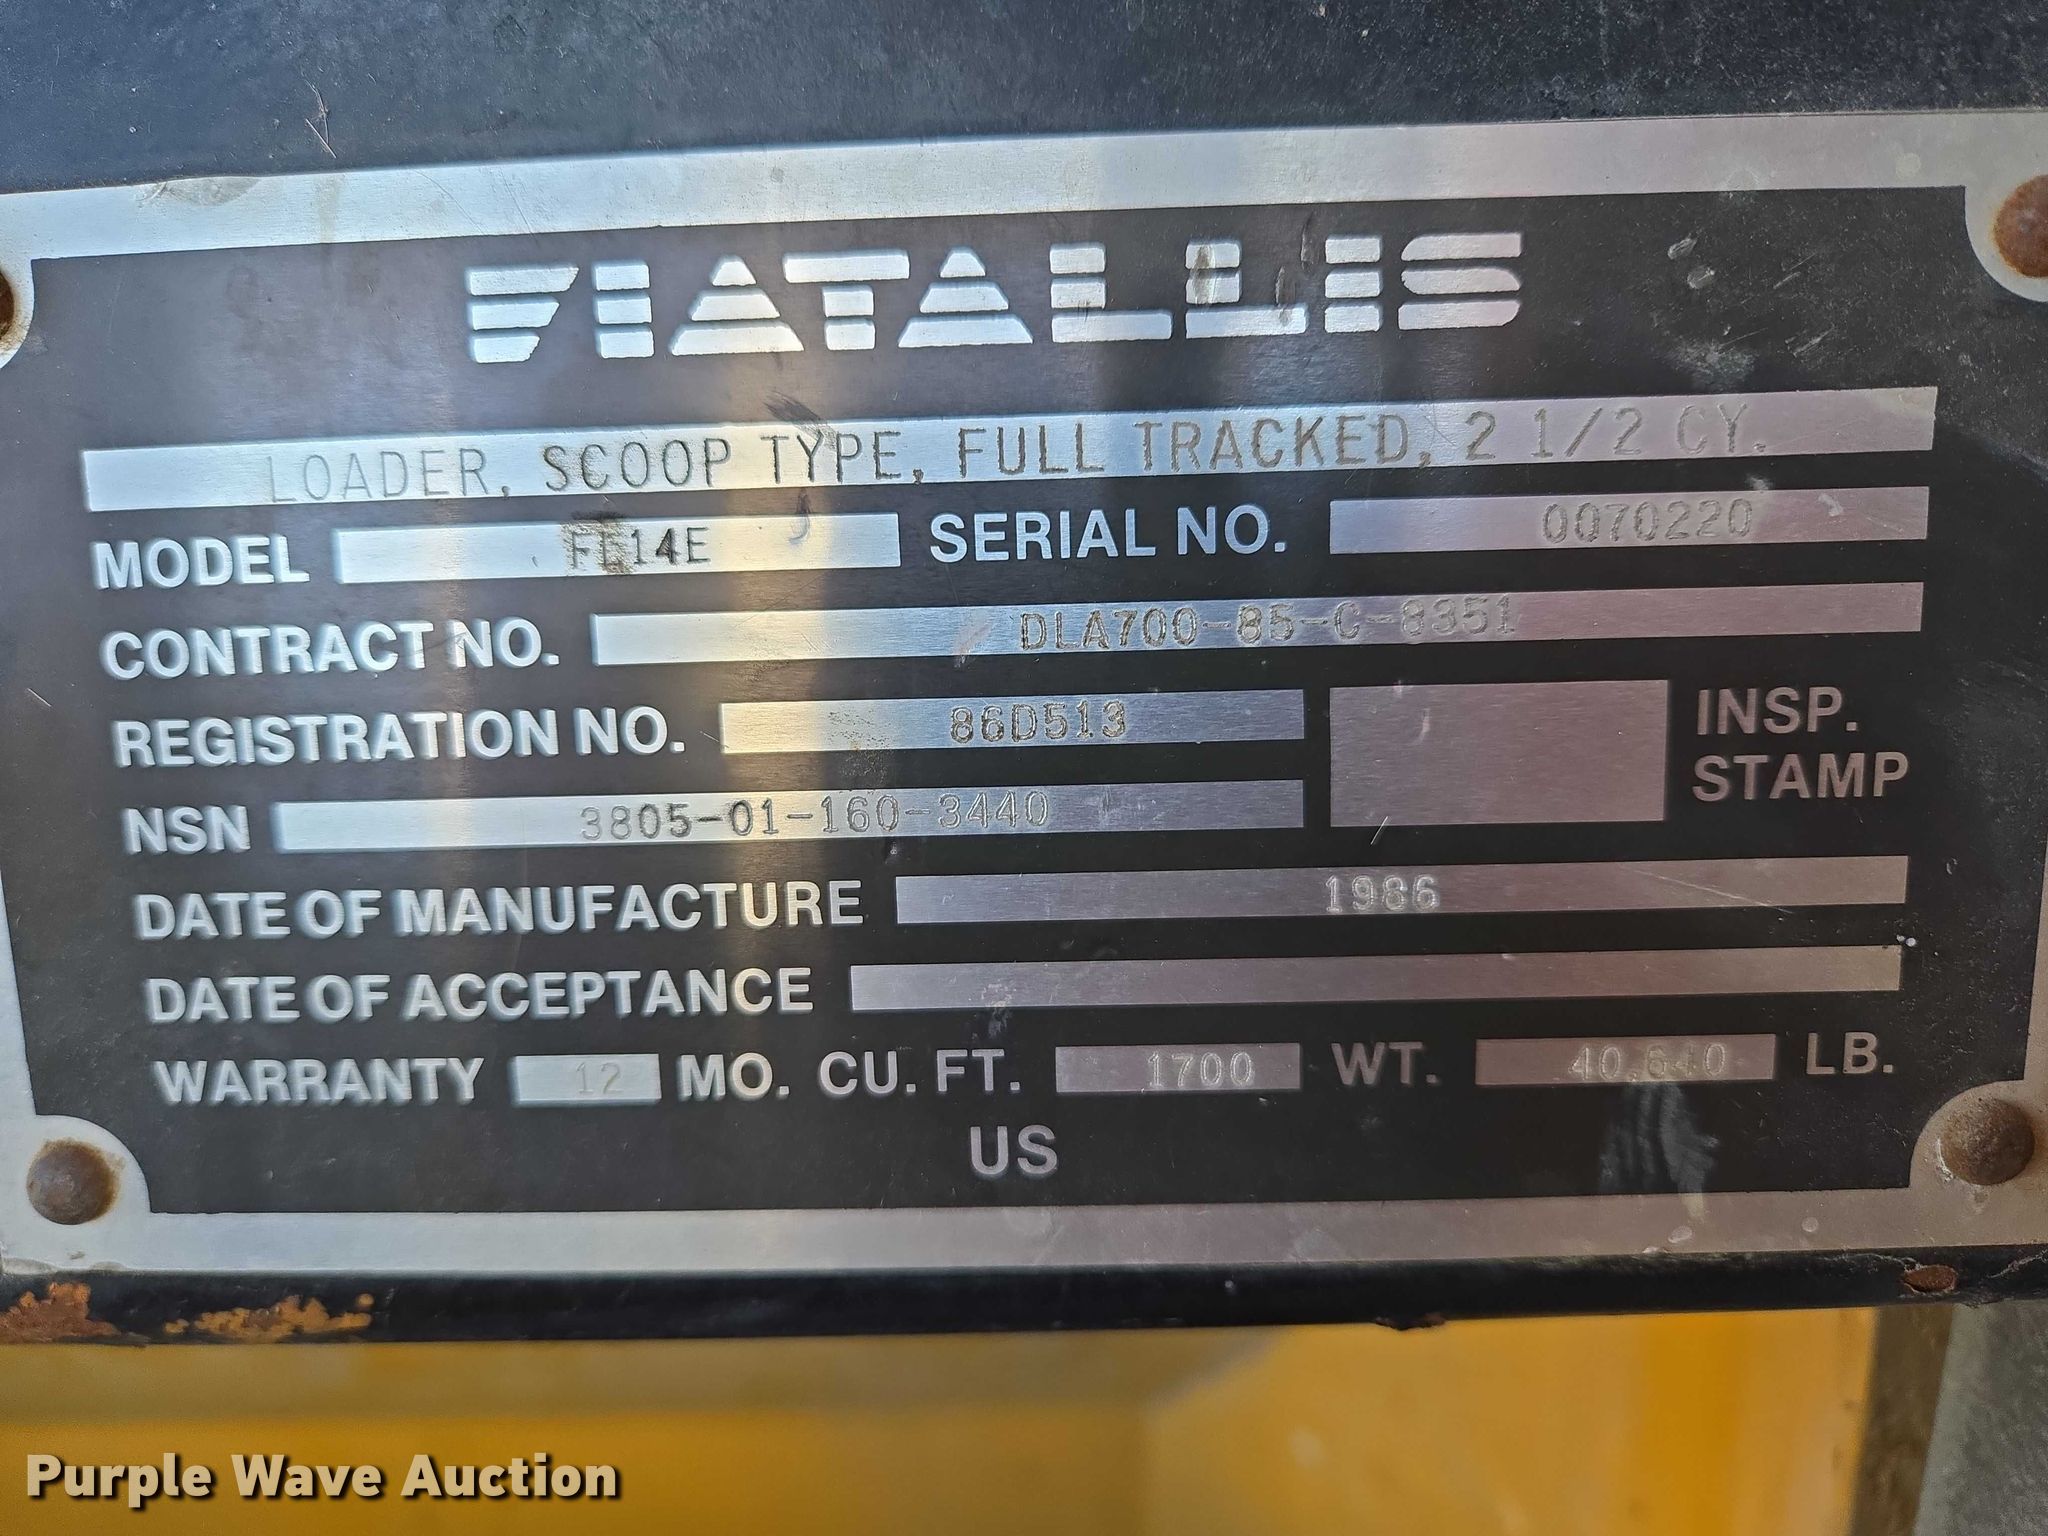 FIATALLIS
LOADER, SCOOP TYPE, FULL TRACKED, 2 1/2 CY.
MODEL FL14E SERIAL NO. 0070220
CONTRACT NO. DLA700-85-C-8351
REGISTRATION NO. 86D513 INSP. STAMP
NSN 3805-01-160-3440
DATE OF MANUFACTURE 1986
DATE OF ACCEPTANCE
WARRANTY 12 MO. CU. FT. 1700 WT. 40,640 LB.
US
Purple Wave Auction